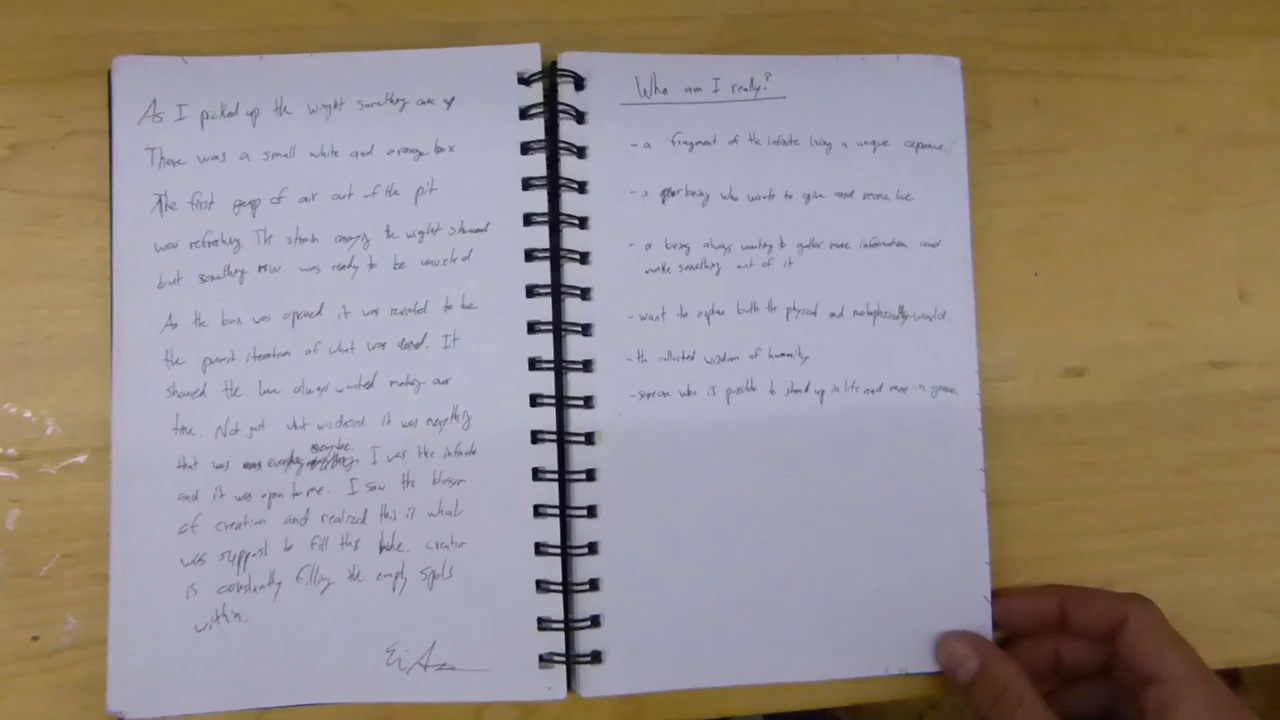 As I picked up the wieght something came up
There was a small white and orange box
The first gasp of air out of the pit
was refreshing. The strain carrying the wieght
but something new was ready to be unveiled.
As the box was opened it was reveled to be
the purest iteration of what was It
showed the love always wanted making our
time. Not just what was desired it was everything
that was everyday I was the infinite
and it was open to me. I saw the blossom
of creation and realized this is what
was suppost to fill this hole. creation
is constantly filling the empty spots
within.
Who am I really?
- a fragment of the infinite living a unique experience
- a being who wants to give and receive love
- a being always wanting to gather more information and
make something out of it
- want to explore both the physical and metaphysical world.
- the collected wisdom of humanity
- someone who is possible to stand up in life and move in